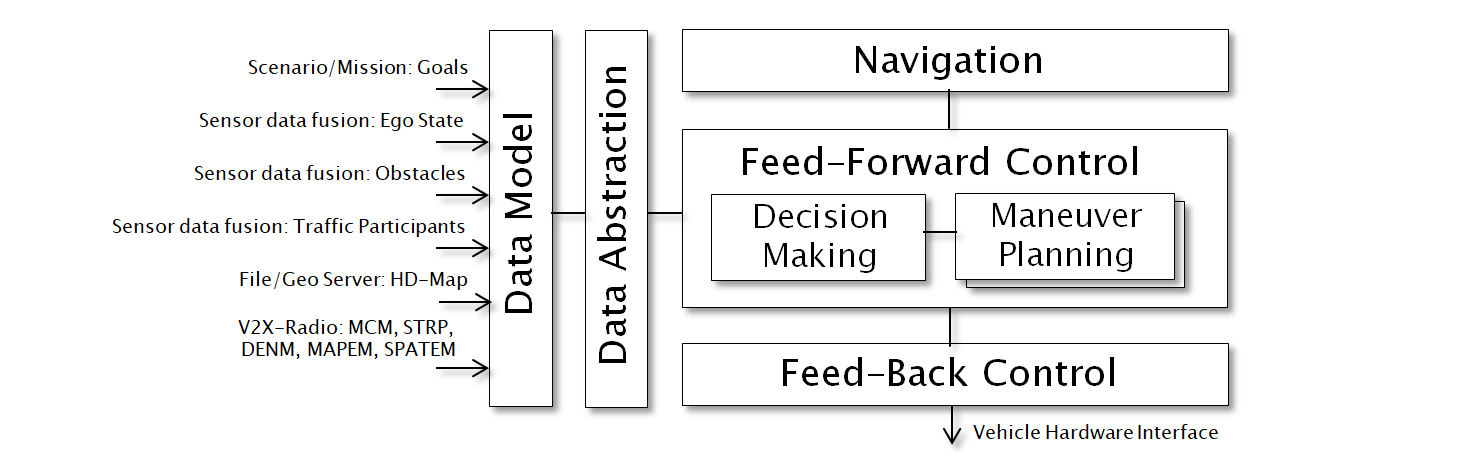 Scenario/Mission: Goals
Sensor data fusion: Ego State
Sensor data fusion: Obstacles
Sensor data fusion: Traffic Participants
File/Geo Server: HD-Map
V2X-Radio: MCM, STRP,
DENM, MAPEM, SPATEM
Data Model
Data Abstraction
Navigation
Feed-Forward Control
Decision
Making
Maneuver
Planning
Feed-Back Control
Vehicle Hardware Interface